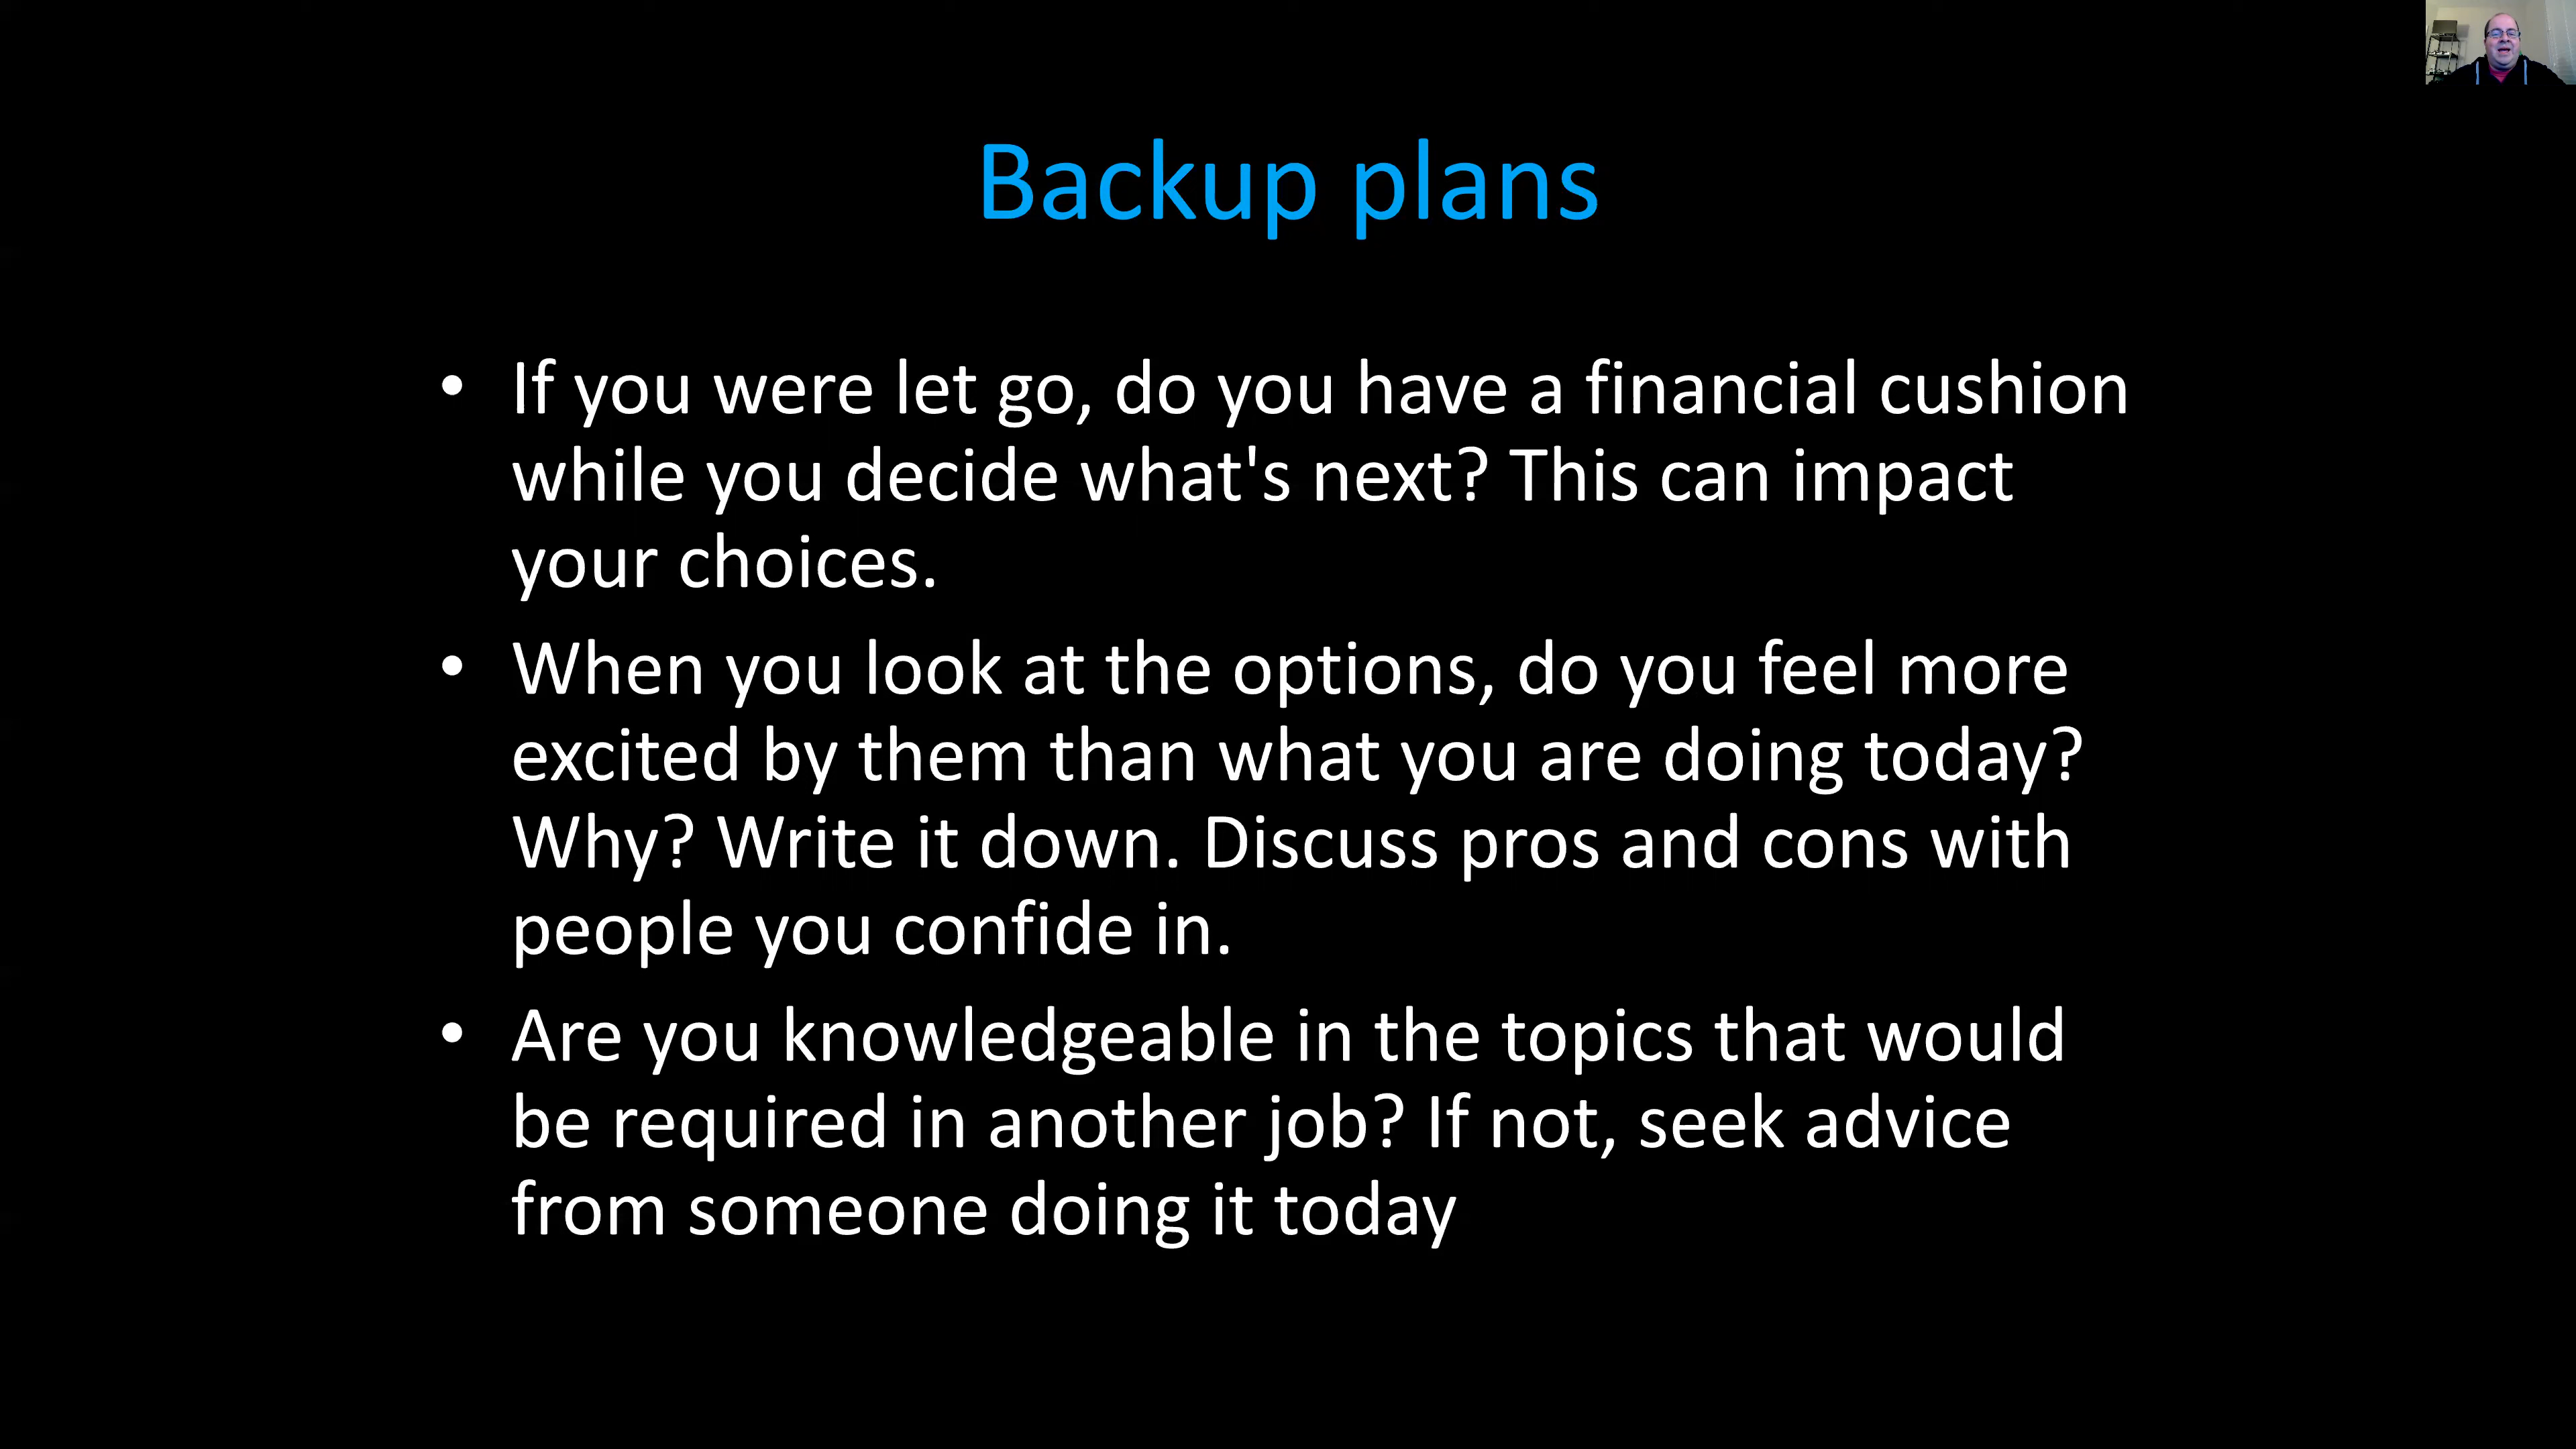 Backup plans
• If you were let go, do you have a financial cushion
while you decide what's next? This can impact
your choices.
• When you look at the options, do you feel more
excited by them than what you are doing today?
Why? Write it down. Discuss pros and cons with
people you confide in.
• Are you knowledgeable in the topics that would
be required in another job? If not, seek advice
from someone doing it today